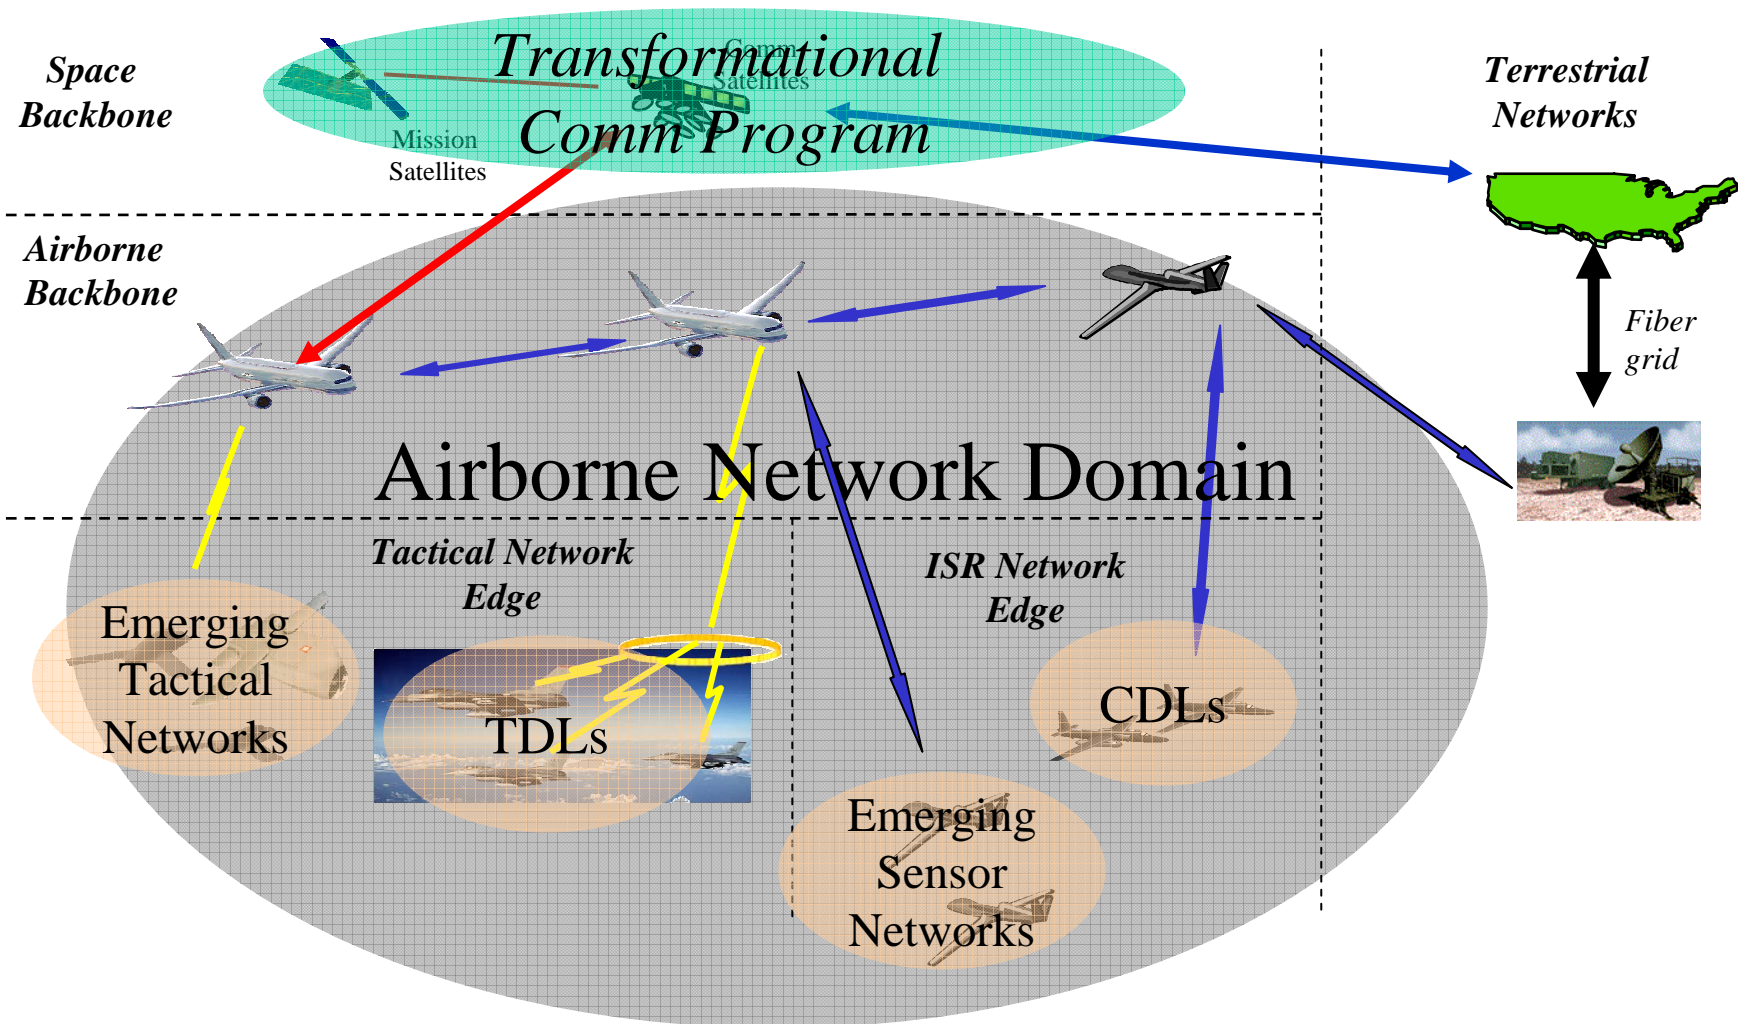 Space
Backbone
Transformational
Comm Program
Comm
Satellites
Mission
Satellites
Terrestrial
Networks
Airborne
Backbone
Fiber
grid
Airborne Network Domain
Tactical Network
Edge
ISR Network
Edge
Emerging
Tactical
Networks
TDLs
CDLs
Emerging
Sensor
Networks